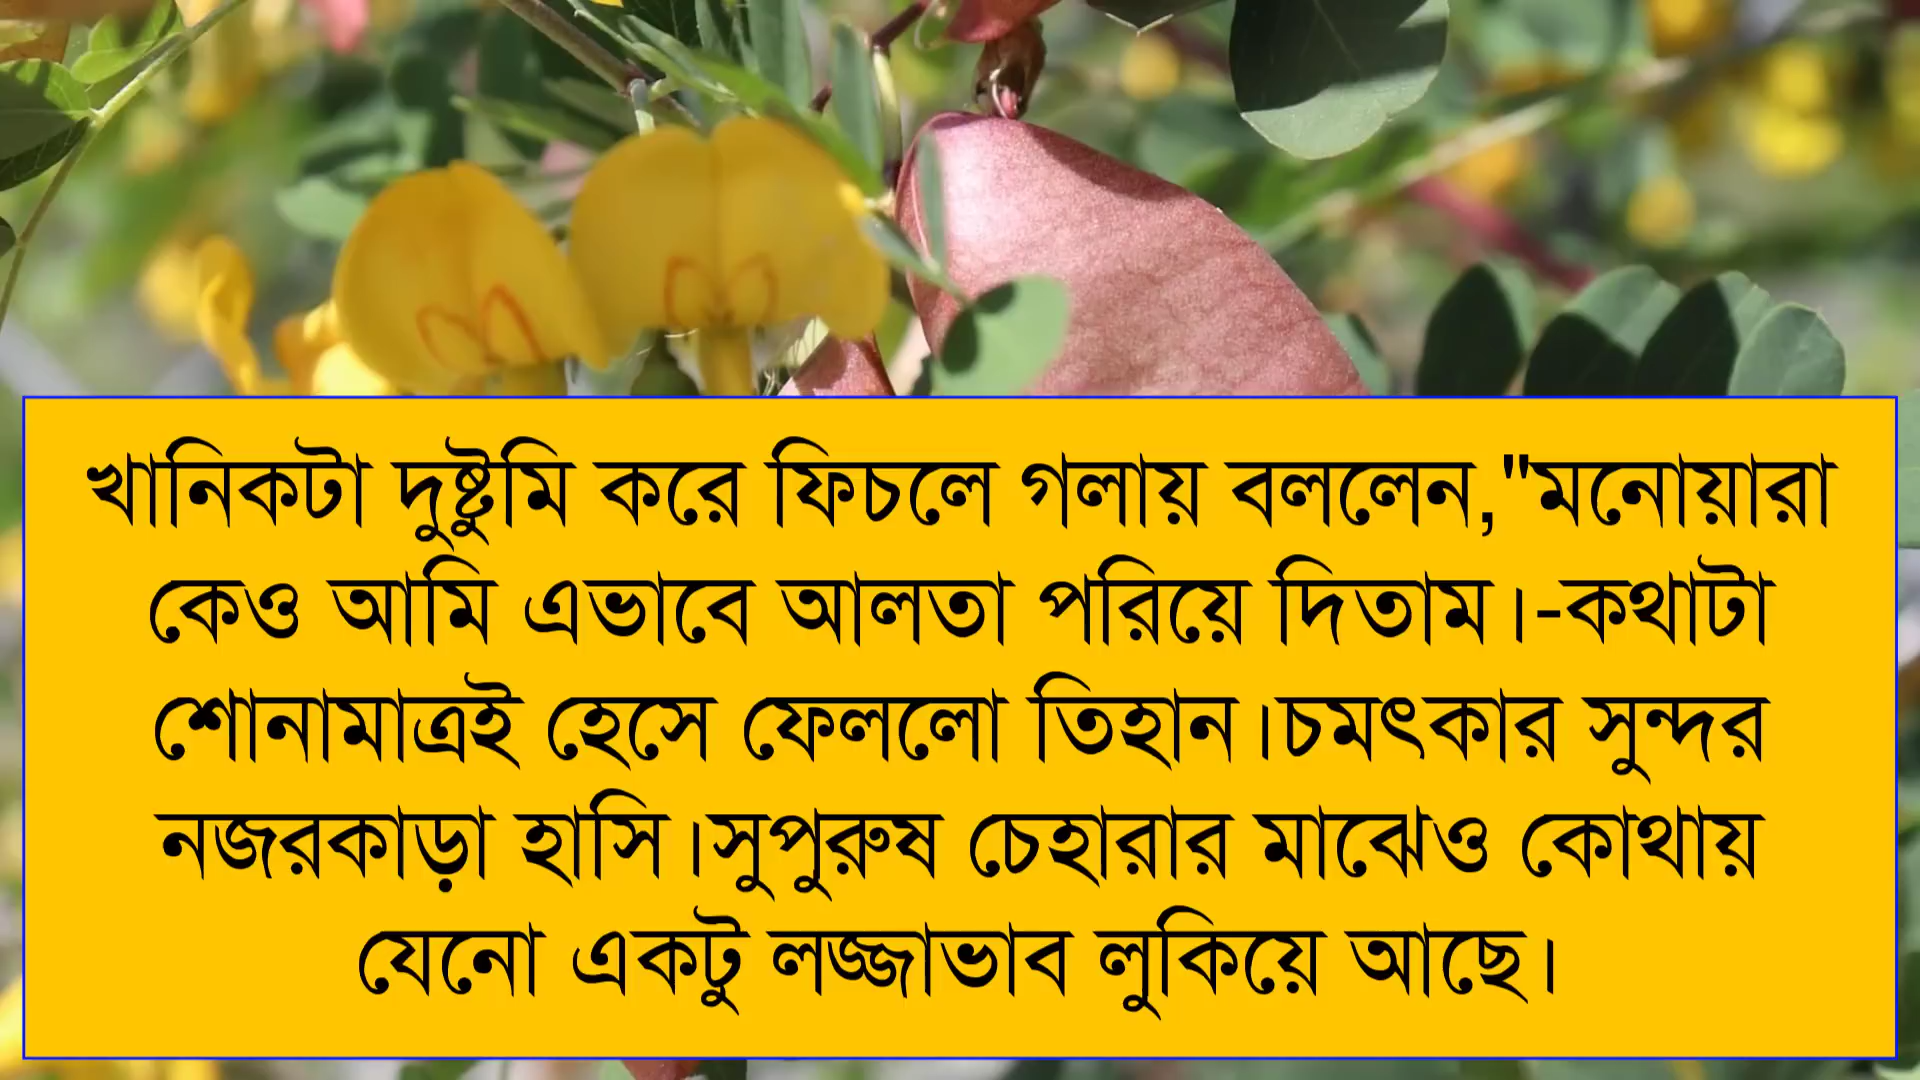 খানিকটা দুষ্টুমি করে ফিচলে গলায় বললেন,"মনোয়ারা
কেও আমি এভাবে আলতা পরিয়ে দিতাম।-কথাটা
শোনামাত্রই হেসে ফেললো তিহান।চমৎকার সুন্দর
নজরকাড়া হাসি।সুপুরুষ চেহারার মাঝেও কোথায়
যেনো একটু লজ্জাভাব লুকিয়ে আছে।